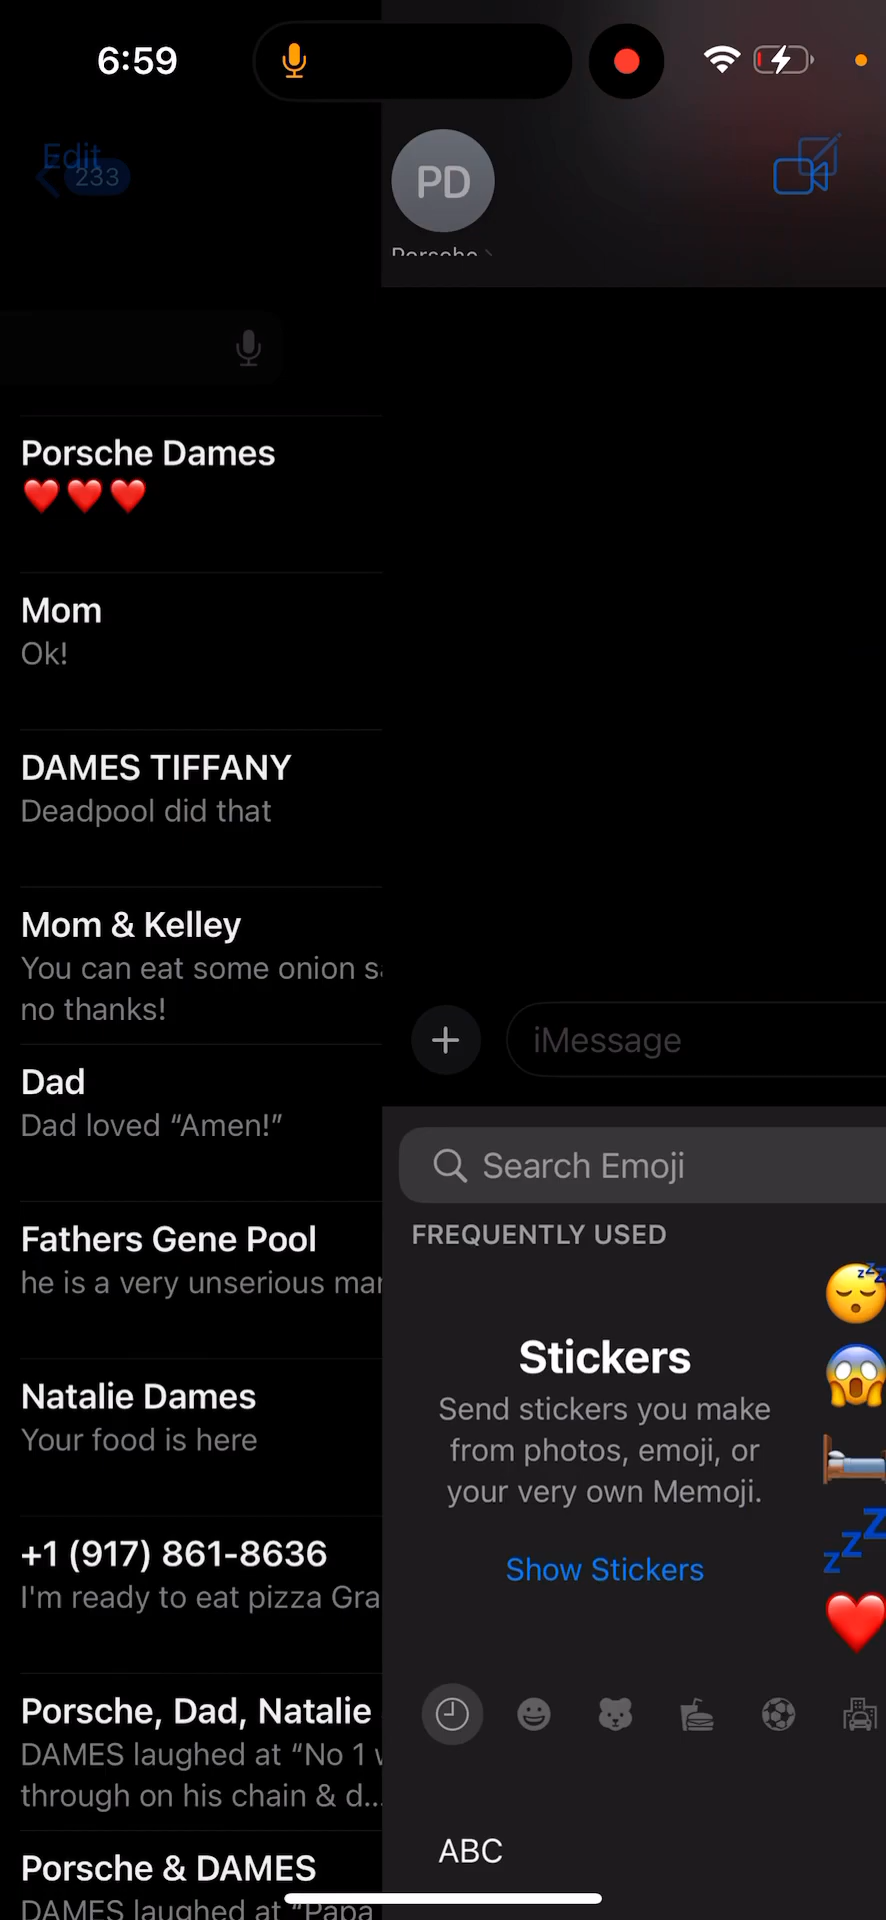 6:59
Edit
233
PD
Porsche
Porsche Dames
Mom
Ok!
DAMES TIFFANY
Deadpool did that
Mom & Kelley
You can eat some onion
no thanks!
Dad
Dad loved “Amen!”
Fathers Gene Pool
he is a very unserious
Natalie Dames
Your food is here
+1 (917) 861-8636
I'm ready to eat pizza
Porsche, Dad, Natalie
DAMES laughed at “No 1
through on his chain & d...
Porsche & DAMES
DAMES laughed at “Papa
iMessage
Search Emoji
FREQUENTLY USED
Stickers
Send stickers you make
from photos, emoji, or
your very own Memoji.
Show Stickers
ABC